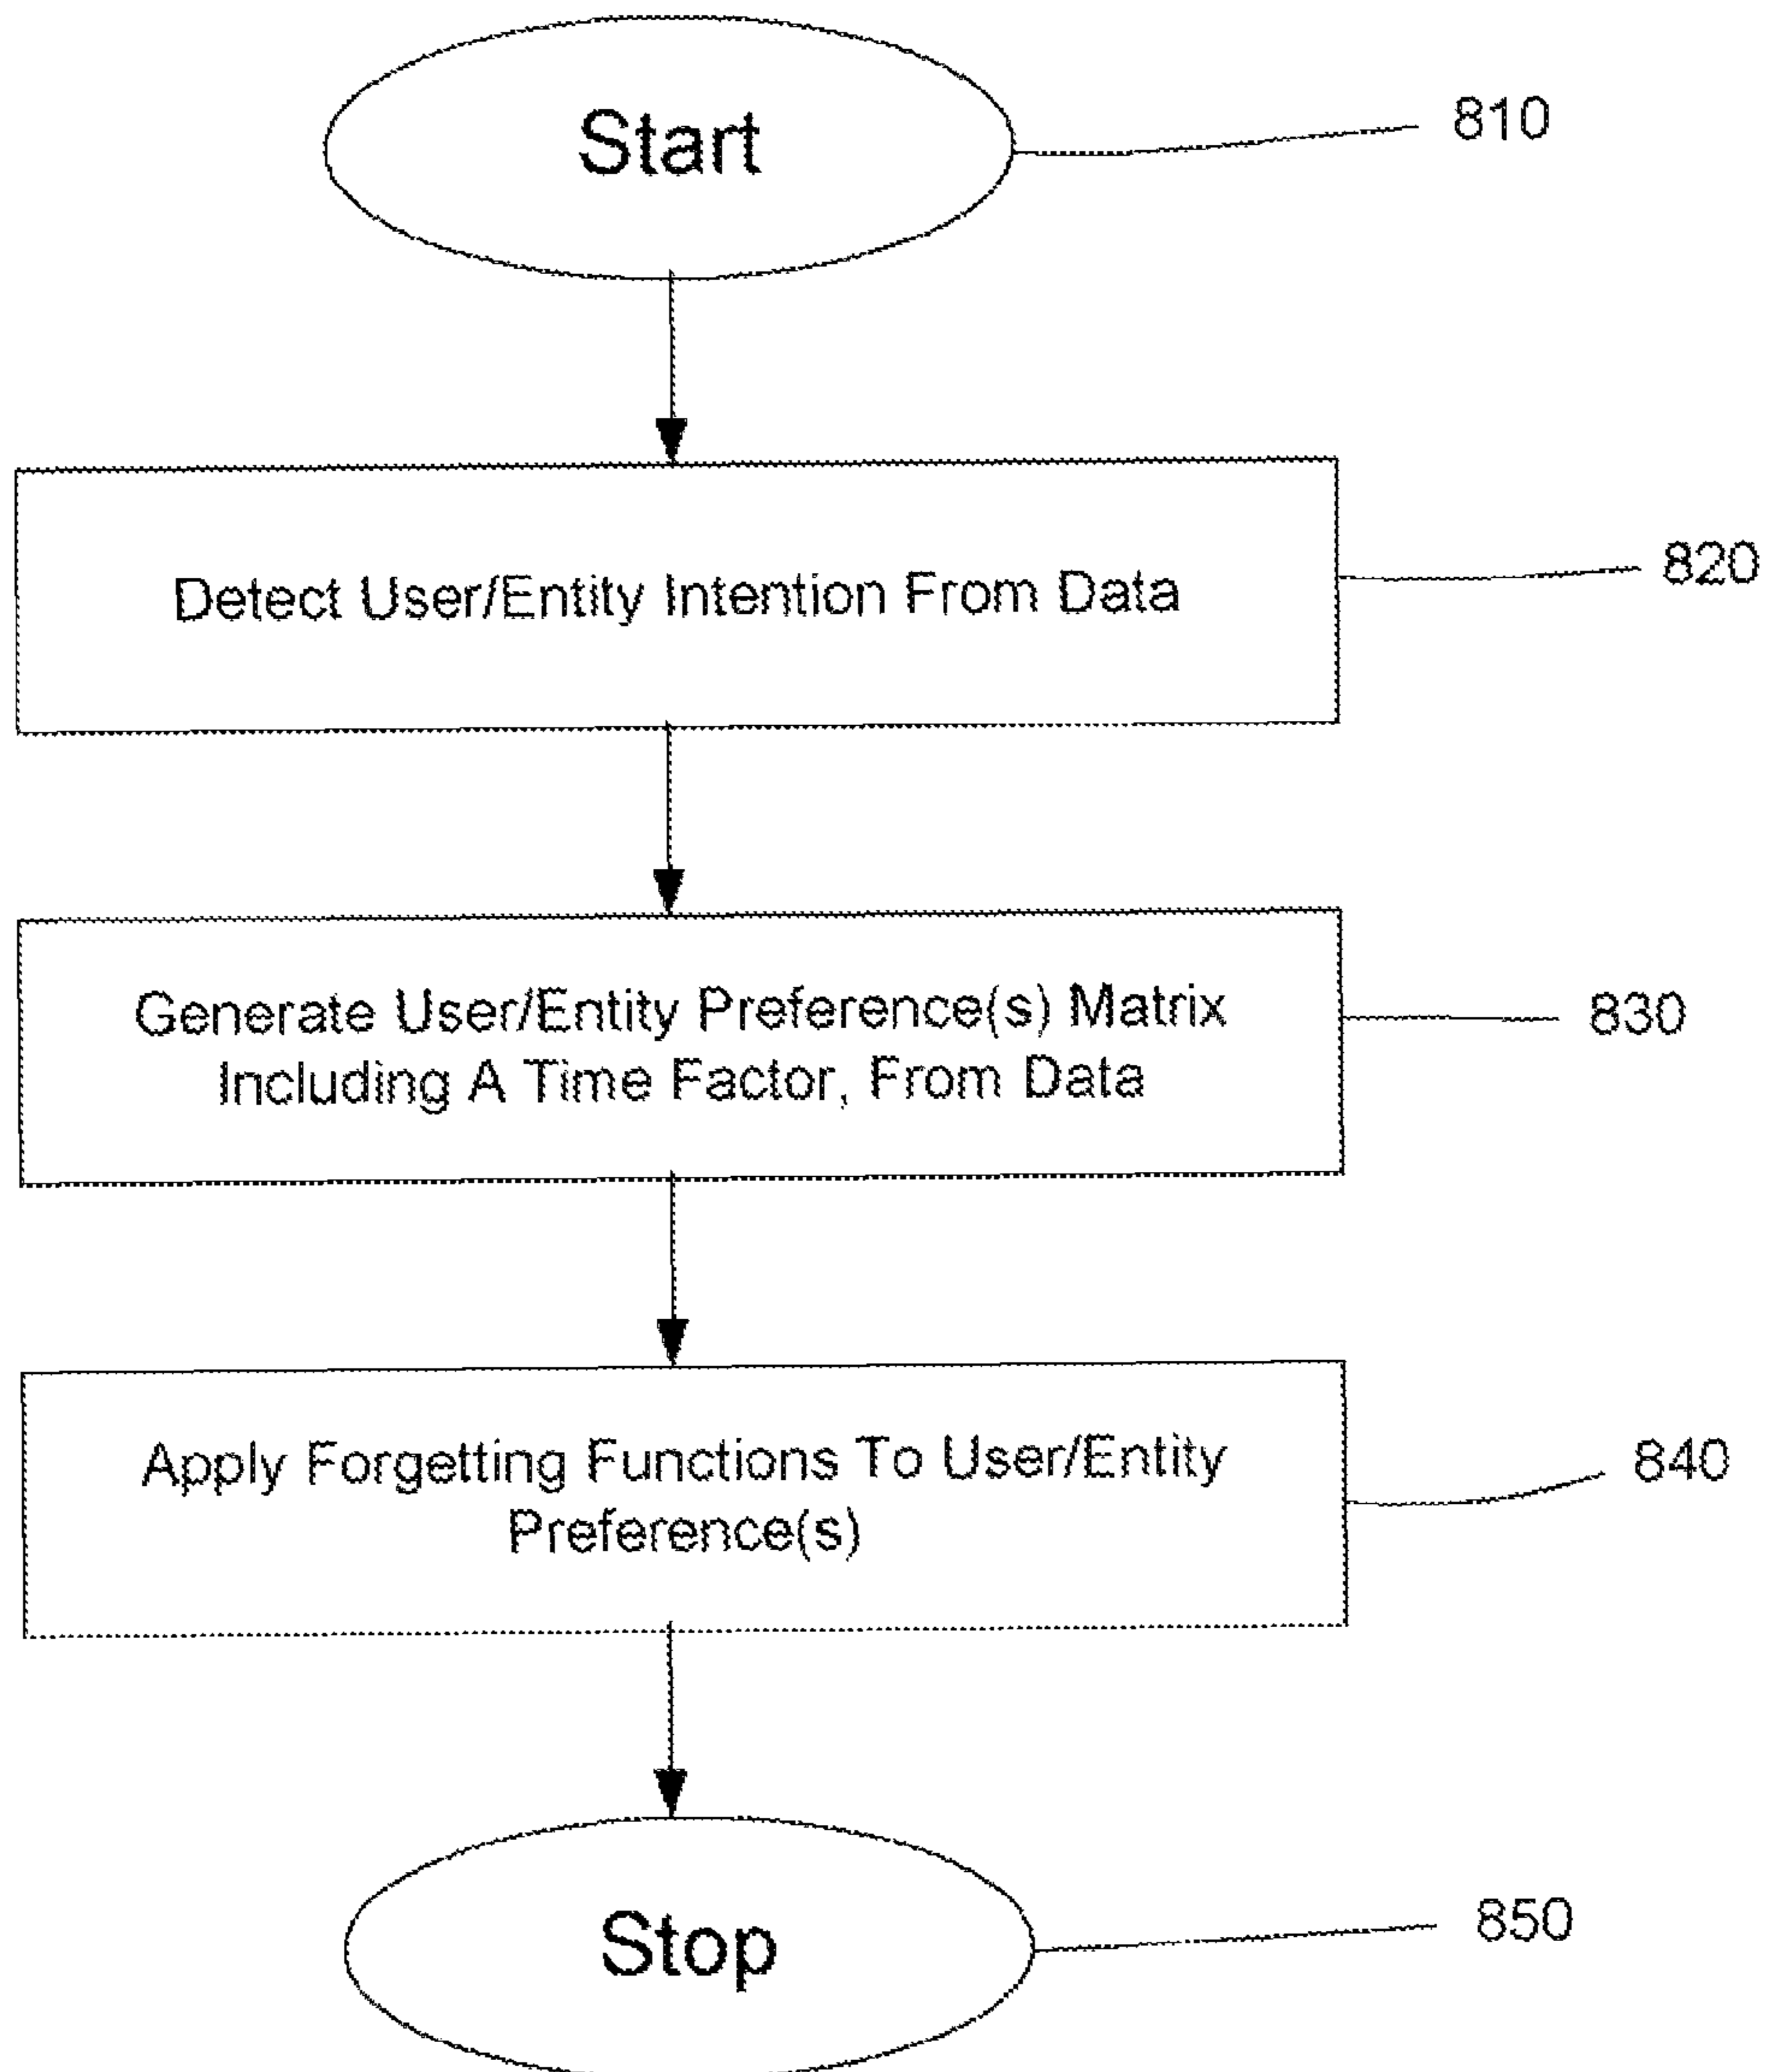 Start
810
Detect User/Entity Intention From Data
820
Generate User/Entity Preference(s) Matrix
Including A Time Factor, From Data
830
Apply Forgetting Functions To User/Entity
Preference(s)
840
Stop
850